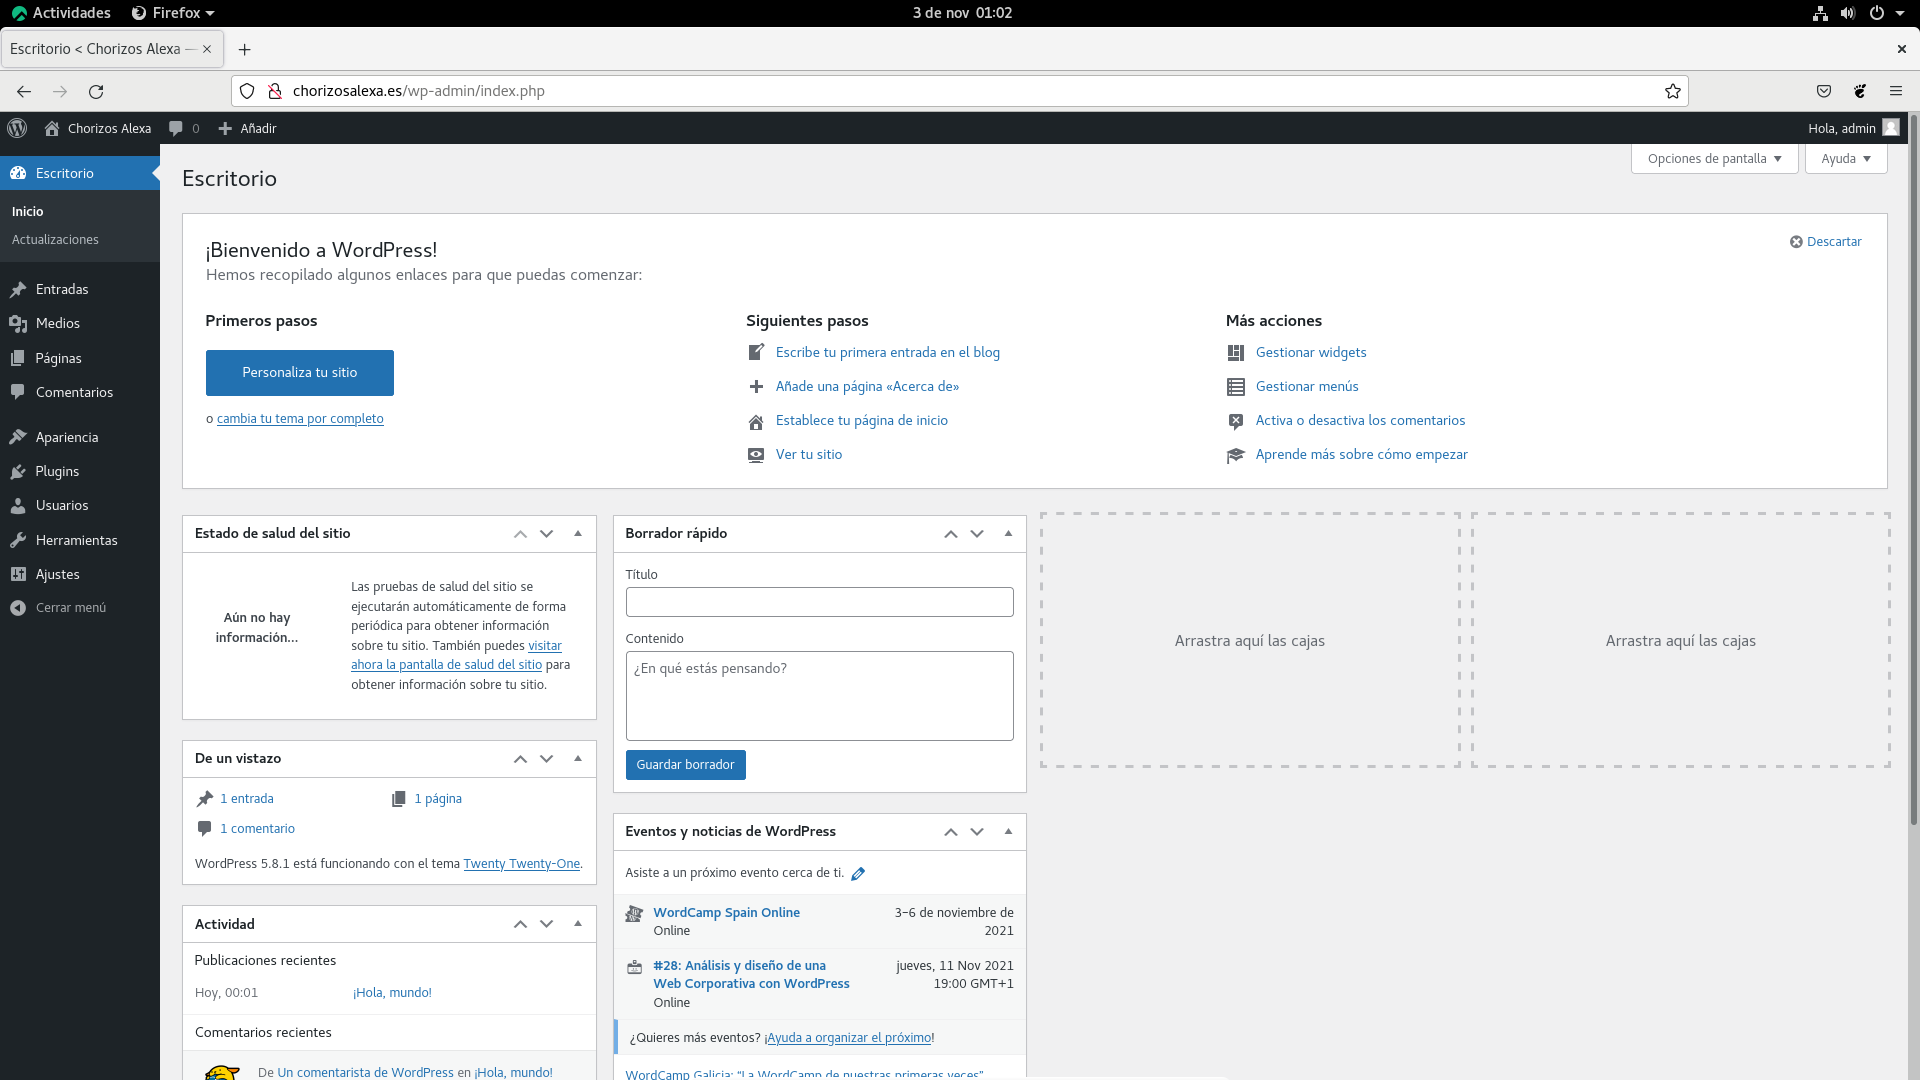 Actividades
Firefox
3 de nov 01:02
Escritorio < Chorizos Alexa —
chorizosalexa.es/wp-admin/index.php
Chorizos Alexa
0
Añadir
Hola, admin
Escritorio
Inicio
Actualizaciones
Entradas
Medios
Páginas
Comentarios
Apariencia
Plugins
Usuarios
Herramientas
Ajustes
Cerrar menú
Opciones de pantalla
Ayuda
Escritorio
¡Bienvenido a WordPress!
Descartar
Hemos recopilado algunos enlaces para que puedas comenzar:
Primeros pasos
Personaliza tu sitio
o cambia tu tema por completo
Siguientes pasos
Escribe tu primera entrada en el blog
Añade una página «Acerca de»
Establece tu página de inicio
Ver tu sitio
Más acciones
Gestionar widgets
Gestionar menús
Activa o desactiva los comentarios
Aprende más sobre cómo empezar
Estado de salud del sitio
Aún no hay
información...
Las pruebas de salud del sitio se
ejecutarán automáticamente de forma
periódica para obtener información
sobre tu sitio. También puedes visitar
ahora la pantalla de salud del sitio para
obtener información sobre tu sitio.
De un vistazo
1 entrada
1 página
1 comentario
WordPress 5.8.1 está funcionando con el tema Twenty Twenty-One.
Actividad
Publicaciones recientes
Hoy, 00:01
¡Hola, mundo!
Comentarios recientes
De Un comentarista de WordPress en ¡Hola, mundo!
Borrador rápido
Título
Contenido
¿En qué estás pensando?
Guardar borrador
Eventos y noticias de WordPress
Asiste a un próximo evento cerca de ti.
WordCamp Spain Online
Online
3–6 de noviembre de
2021
#28: Análisis y diseño de una
Web Corporativa con WordPress
Online
jueves, 11 Nov 2021
19:00 GMT+1
¿Quieres más eventos? ¡Ayuda a organizar el próximo!
WordCamp Galicia: “La WordCamp de nuestras primeras veces”
Arrastra aquí las cajas
Arrastra aquí las cajas